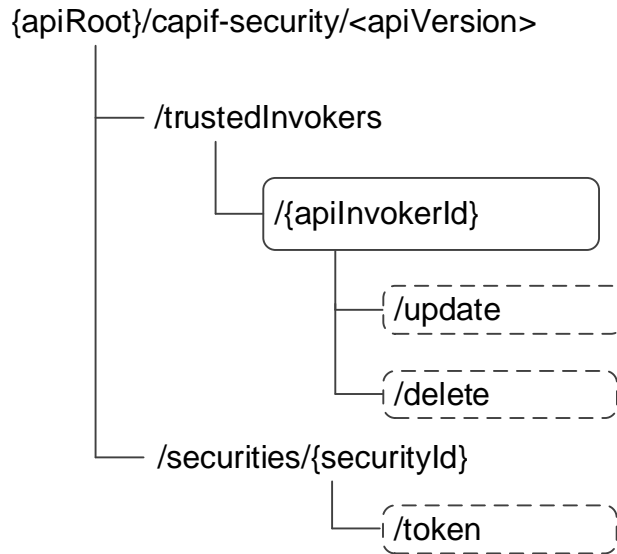 {apiRoot}/capif-security/<apiVersion>
/trustedInvokers
/{apiInvokerId}
/update
/delete
/securities/{securityId}
/token